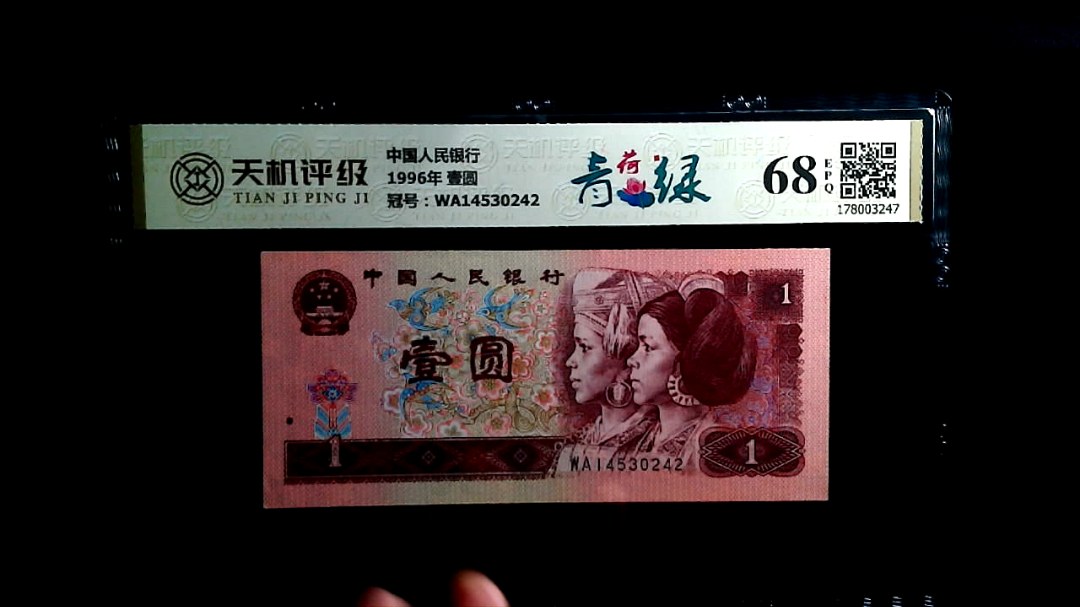 天机评级
TIAN JI PING JI
中国人民银行
1996年 壹圆
冠号：WA14530242
青荷绿
68
EPQ
178003247
中国人民银行
1
壹圆
1
WA14530242
1